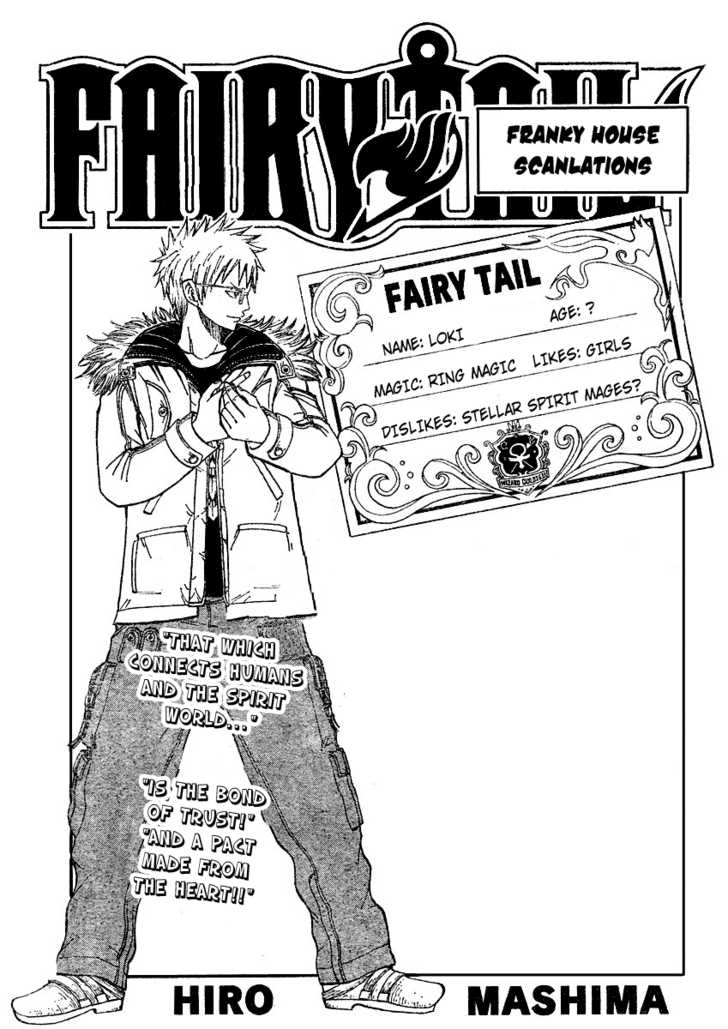 FAIRY TAIL
FRANKY HOUSE
SCANLATIONS
FAIRY TAIL
NAME: LOKI AGE: ?
MAGIC: RING MAGIC LIKES: GIRLS
DISLIKES: STELLAR SPIRIT MAGES?
"THAT WHICH
CONNECTS HUMANS
AND THE SPIRIT
WORLD..."
"IS THE BOND
OF TRUST!"
"AND A PACT
MADE FROM
THE HEART!!"
HIRO MASHIMA